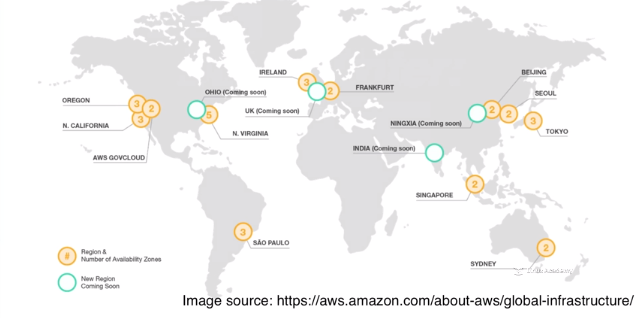 IRELAND
BEIJING
OHIO (Coming soon)
FRANKFURT
SEOUL
OREGON
3
2
3
2
2
2
5
3
3
UK (Coming soon)
N. CALIFORNIA
NINGXIA (Coming soon)
N. VIRGINIA
TOKYO
INDIA (Coming soon)
AWS GOVCLOUD
2
SINGAPORE
3
SÃO PAULO
2
# Region &
Number of Availability Zones
SYDNEY
New Region
Coming Soon
Image source: https://aws.amazon.com/about-aws/global-infrastructure/